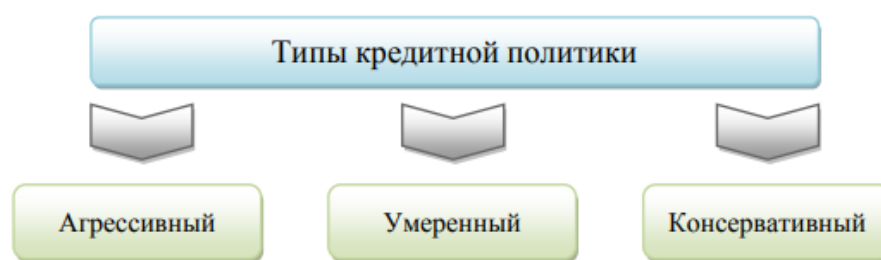 Типы кредитной политики
Агрессивный
Умеренный
Консервативный